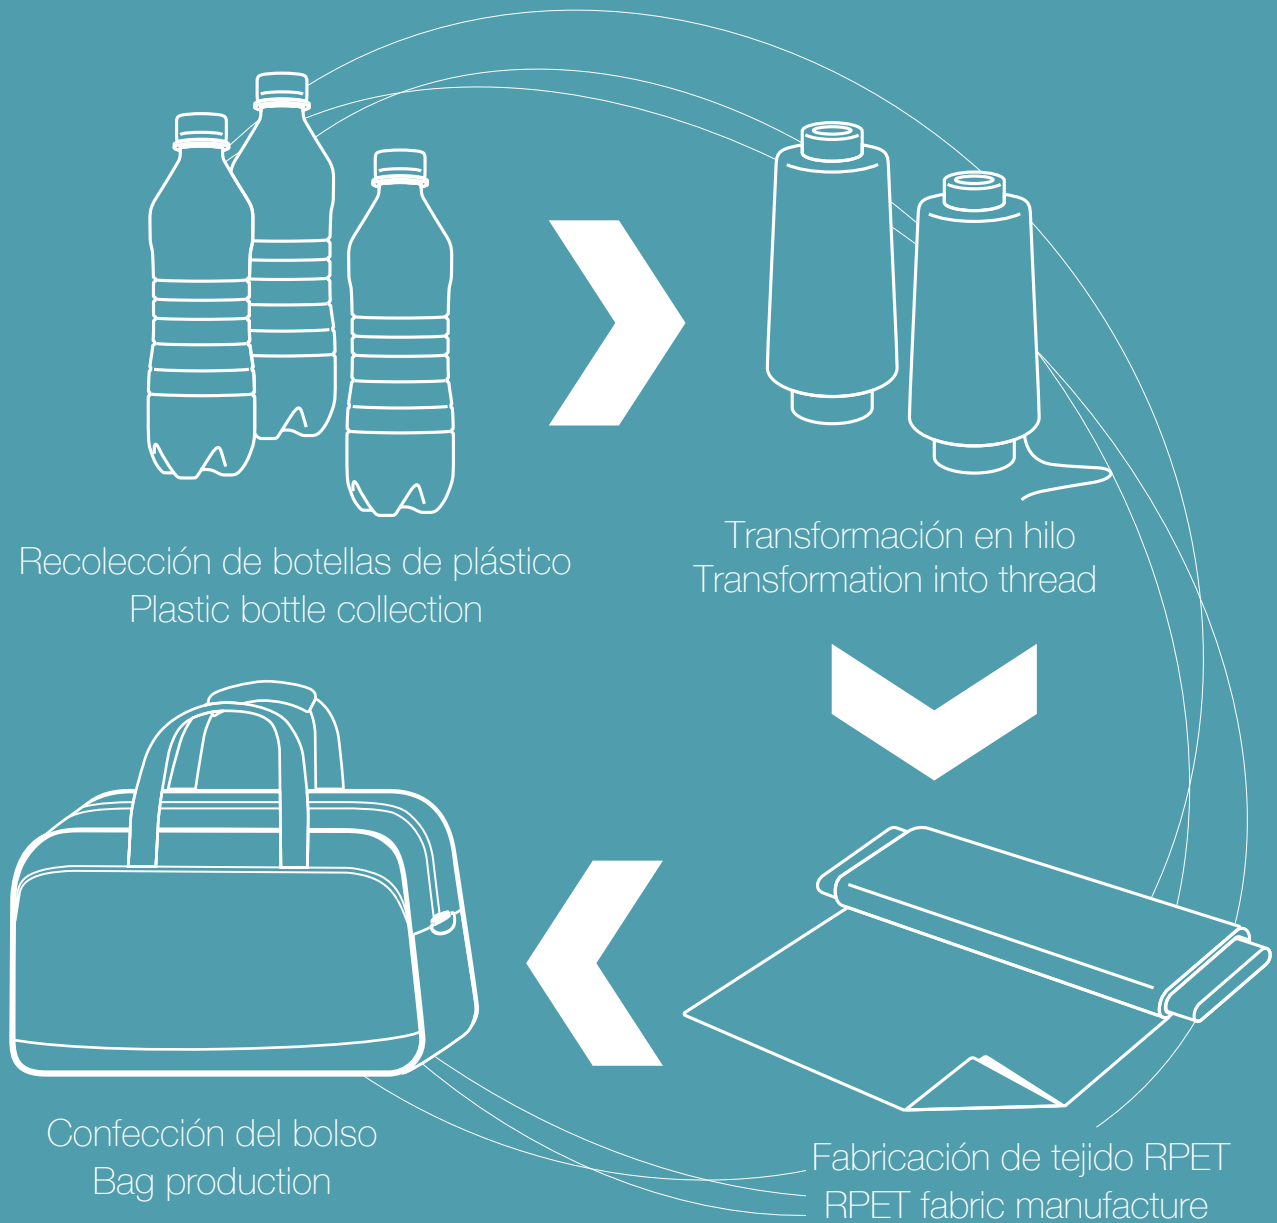 Recolección de botellas de plástico
Plastic bottle collection
Transformación en hilo
Transformation into thread
Fabricación de tejido RPET
RPET fabric manufacture
Confección del bolso
Bag production